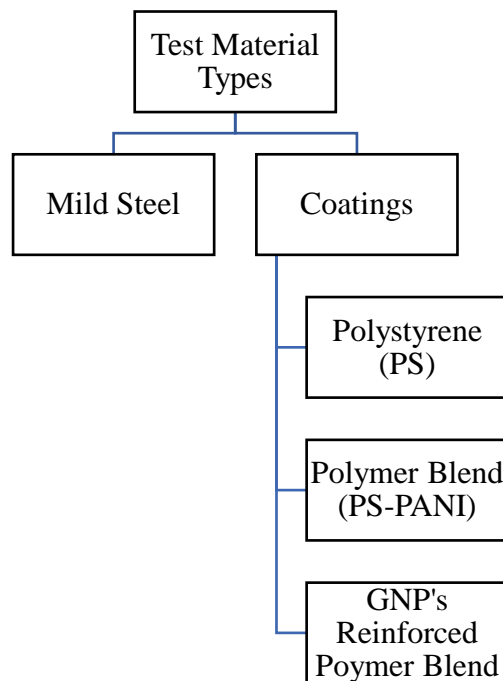 Test Material
Types
Mild Steel
Coatings
Polystyrene
(PS)
Polymer Blend
(PS-PANI)
GNP's
Reinforced
Poymer Blend